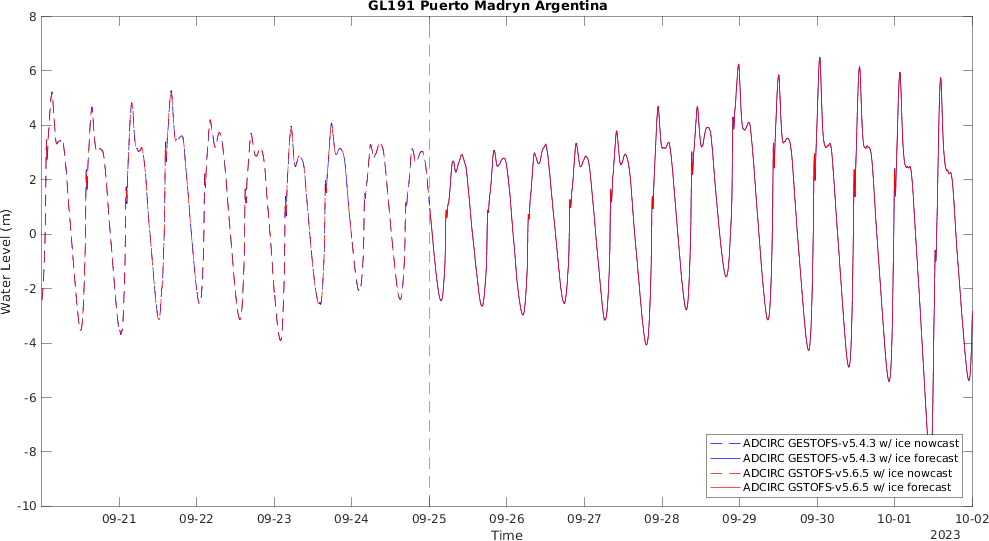 GL191 Puerto Madryn Argentina
8
6
4
2
0
-2
-4
-6
-8
-10
Water Level (m)
09-21 09-22 09-23 09-24 09-25 09-26 09-27 09-28 09-29 09-30 10-01 10-02
2023
Time
ADCIRC GESTOFS-v5.4.3 w/ ice nowcast
ADCIRC GESTOFS-v5.4.3 w/ ice forecast
ADCIRC GSTOFS-v5.6.5 w/ ice nowcast
ADCIRC GSTOFS-v5.6.5 w/ ice forecast